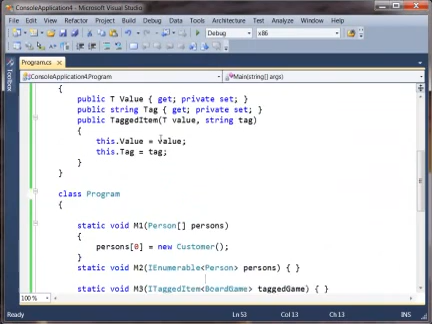 ConsoleApplication4 - Microsoft Visual Studio
File Edit View Refactor Project Build Debug Data Tools Architecture Test Analyze Window Help
Debug x86
Program.cs
Toolbox
ConsoleApplication4.Program Main(string[] args)
{
public T Value { get; private set; }
public string Tag { get; private set; }
public TaggedItem(T value, string tag)
{
this.Value = value;
this.Tag = tag;
}
}
class Program
{
static void M1(Person[] persons)
{
persons[0] = new Customer();
}
static void M2(IEnumerable<Person> persons) { }
static void M3(ITaggedItem<BoardGame> taggedGame) { }
100 %
Ready Ln 53 Col 13 Ch 13 INS